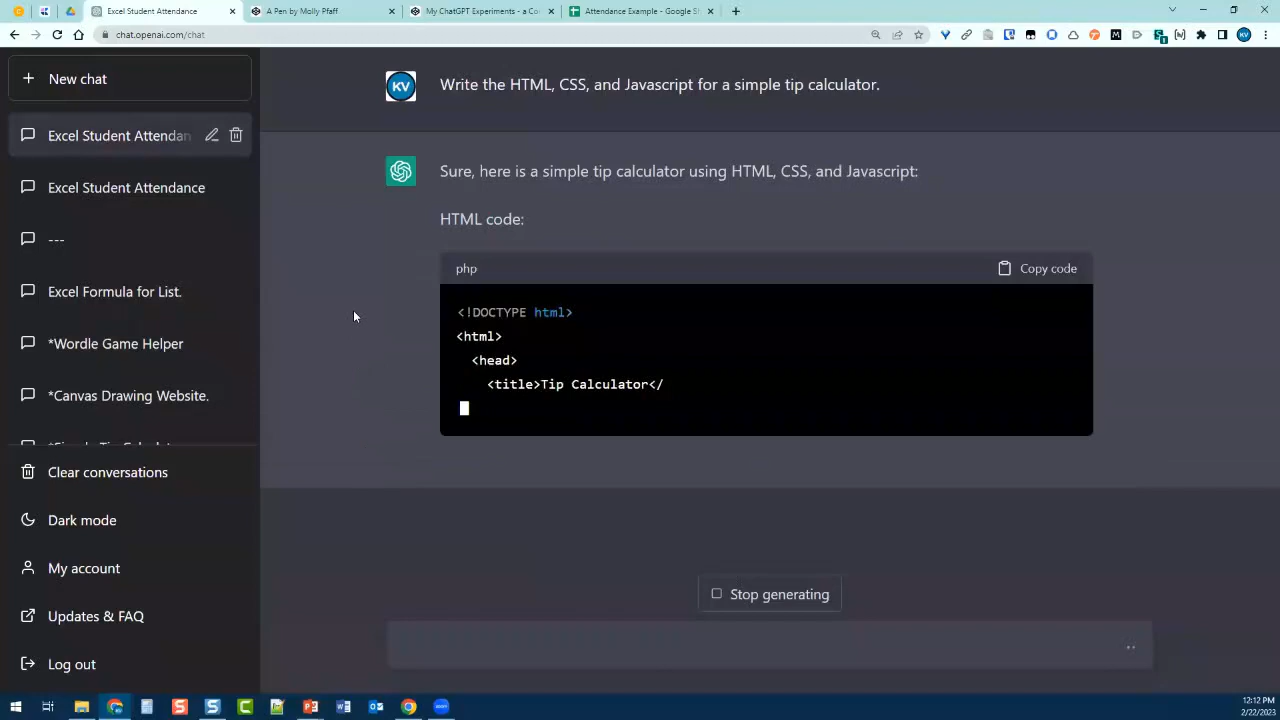 Excel Student Attendance
A Pen by Molly Pfaff.
My ChatGPT Experiments - a Co
Attendance Example - Google S
chat.openai.com/chat
KV
New chat
Excel Student Attendan
Excel Student Attendance
---
Excel Formula for List.
*Wordle Game Helper
*Canvas Drawing Website.
Clear conversations
Dark mode
My account
Updates & FAQ
Log out
KV
Write the HTML, CSS, and Javascript for a simple tip calculator.
Sure, here is a simple tip calculator using HTML, CSS, and Javascript:
HTML code:
php
Copy code
<!DOCTYPE html>
<html>
<head>
<title>Tip Calculator</
Stop generating
12:12 PM
2/22/2023